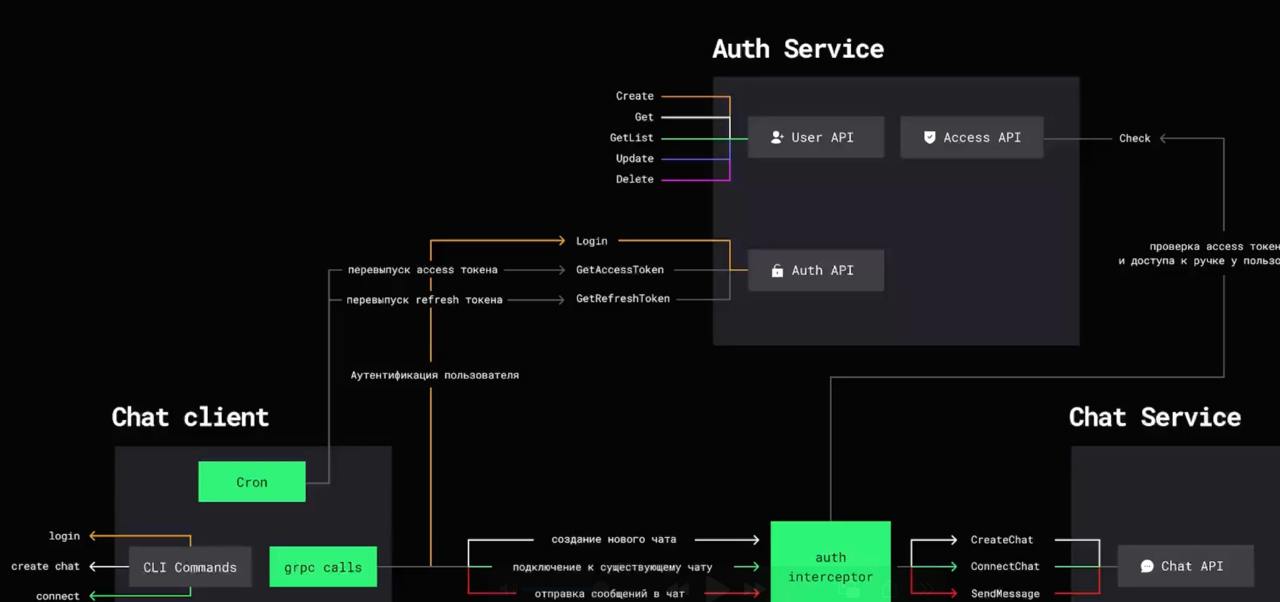 Auth Service
Create
Get
GetList
Update
Delete
User API
Access API
Check
Login
перевыпуск access токена
GetAccessToken
перевыпуск refresh токена
GetRefreshToken
Auth API
проверка access
и доступа к ручке у
Аутентификация пользователя
Chat client
Chat Service
Cron
login
create chat
connect
CLI Commands
grpc calls
создание нового чата
подключение к существующему чату
отправка сообщений в чат
auth
interceptor
CreateChat
ConnectChat
SendMessage
Chat API